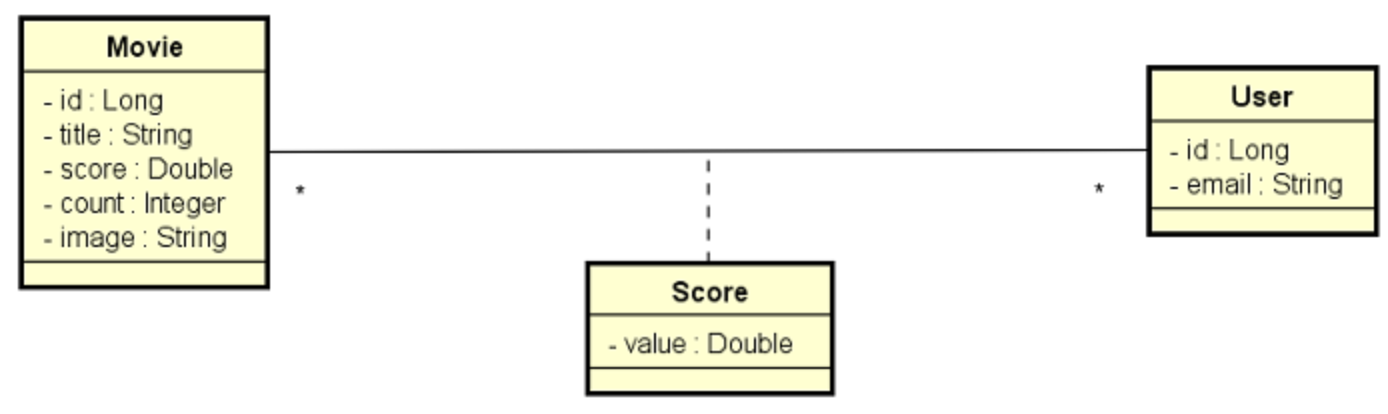 Movie
- id : Long
- title : String
- score : Double
- count : Integer
- image : String
*
*
User
- id : Long
- email : String
Score
- value : Double